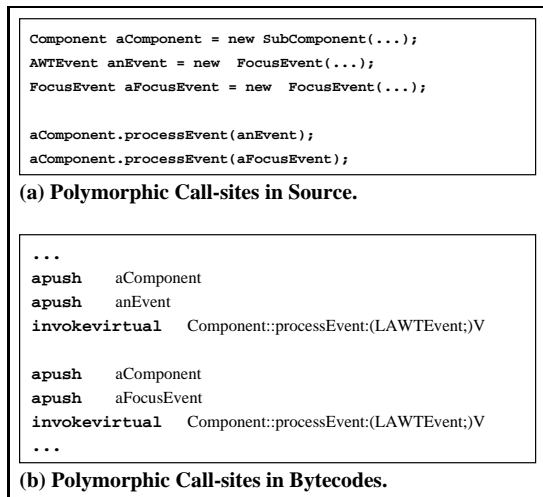 Component aComponent = new SubComponent(...);
AWTEvent anEvent = new FocusEvent(...);
FocusEvent aFocusEvent = new FocusEvent(...);
aComponent.processEvent(anEvent);
aComponent.processEvent(aFocusEvent);
(a) Polymorphic Call-sites in Source.
...
apush aComponent
apush anEvent
invokevirtual Component::processEvent:(LAWTEvent;)V
apush aComponent
apush aFocusEvent
invokevirtual Component::processEvent:(LAWTEvent;)V
...
(b) Polymorphic Call-sites in Bytecodes.